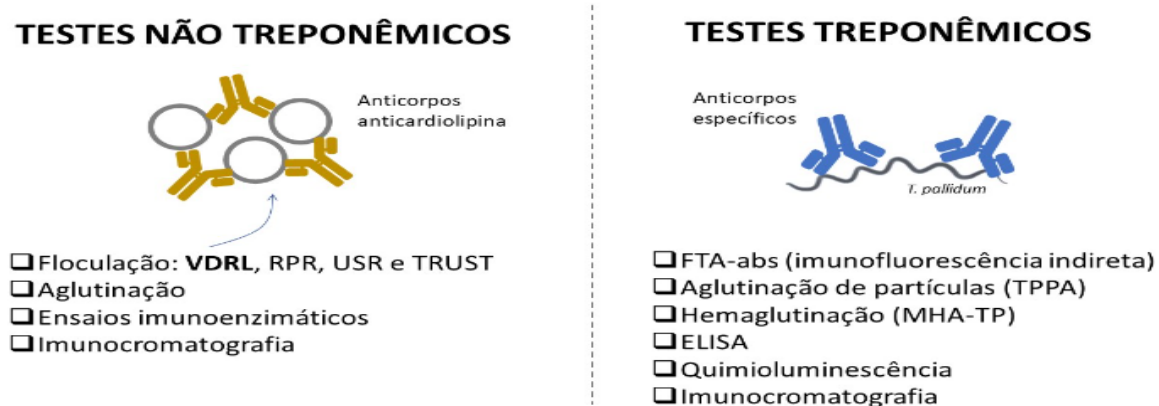 TESTES NÃO TREPONÊMICOS
Anticorpos
anticardiolipina
❑Floculação: VDRL, RPR, USR e TRUST
❑Aglutinação
❑Ensaios imunoenzimáticos
❑Imunocromatografia
TESTES TREPONÊMICOS
Anticorpos
específicos
T. pallidum
❑FTA-abs (imunofluorescência indireta)
❑Aglutinação de partículas (TPPA)
❑Hemaglutinação (MHA-TP)
❑ELISA
❑Quimioluminescência
❑Imunocromatografia